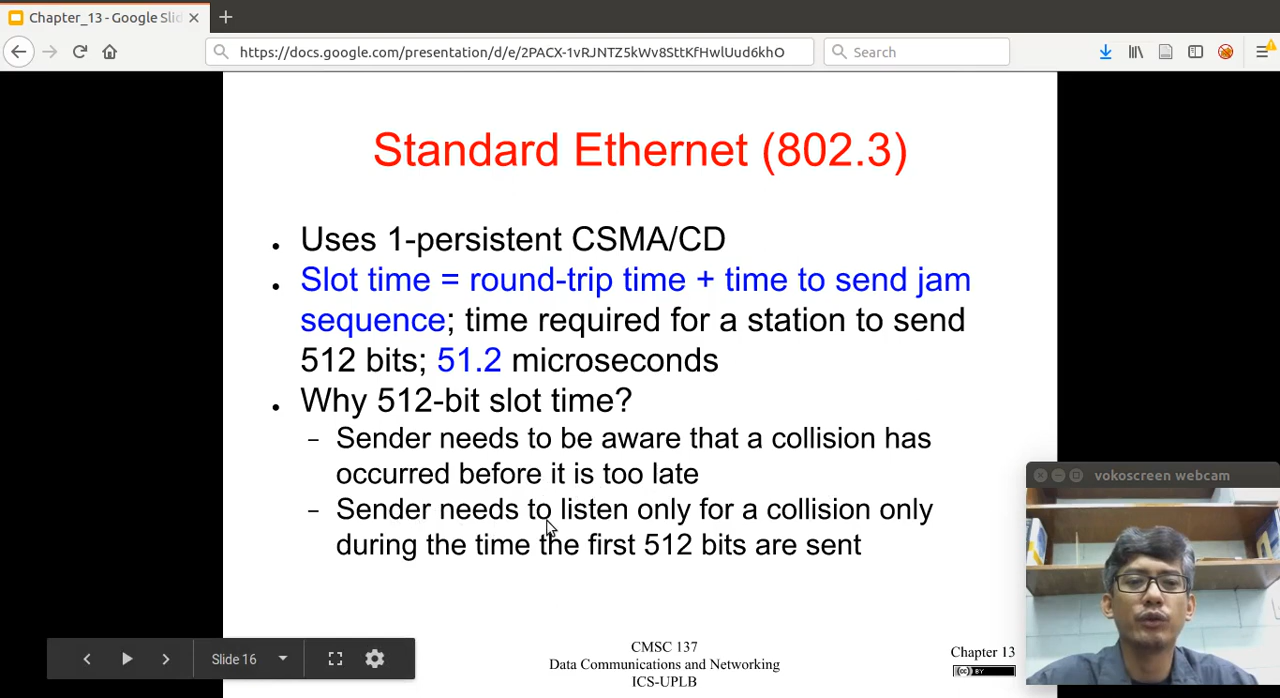 Chapter_13 - Google Slid
https://docs.google.com/presentation/d/e/2PACX-1vRJNTZ5kWv8SttKfHwlUud6khO
Search
Standard Ethernet (802.3)
Uses 1-persistent CSMA/CD
Slot time = round-trip time + time to send jam
sequence; time required for a station to send
512 bits; 51.2 microseconds
Why 512-bit slot time?
– Sender needs to be aware that a collision has
occurred before it is too late
– Sender needs to listen only for a collision only
during the time the first 512 bits are sent
vokoscreen webcam
Slide 16
CMSC 137
Data Communications and Networking
ICS-UPLB
Chapter 13
(cc) BY